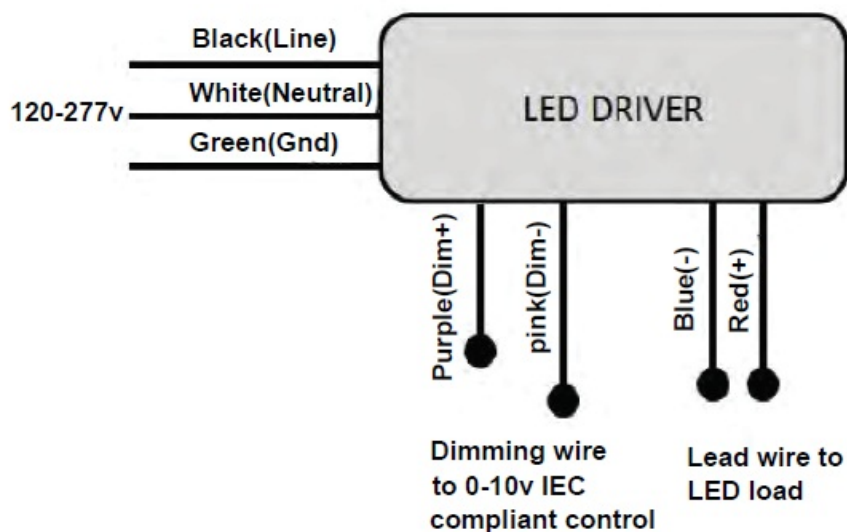 Black(Line)
White(Neutral)
120-277v
Green(Gnd)
LED DRIVER
Purple(Dim+)
pink(Dim-)
Blue(-)
Red(+)
Dimming wire
to 0-10v IEC
compliant control
Lead wire to
LED load